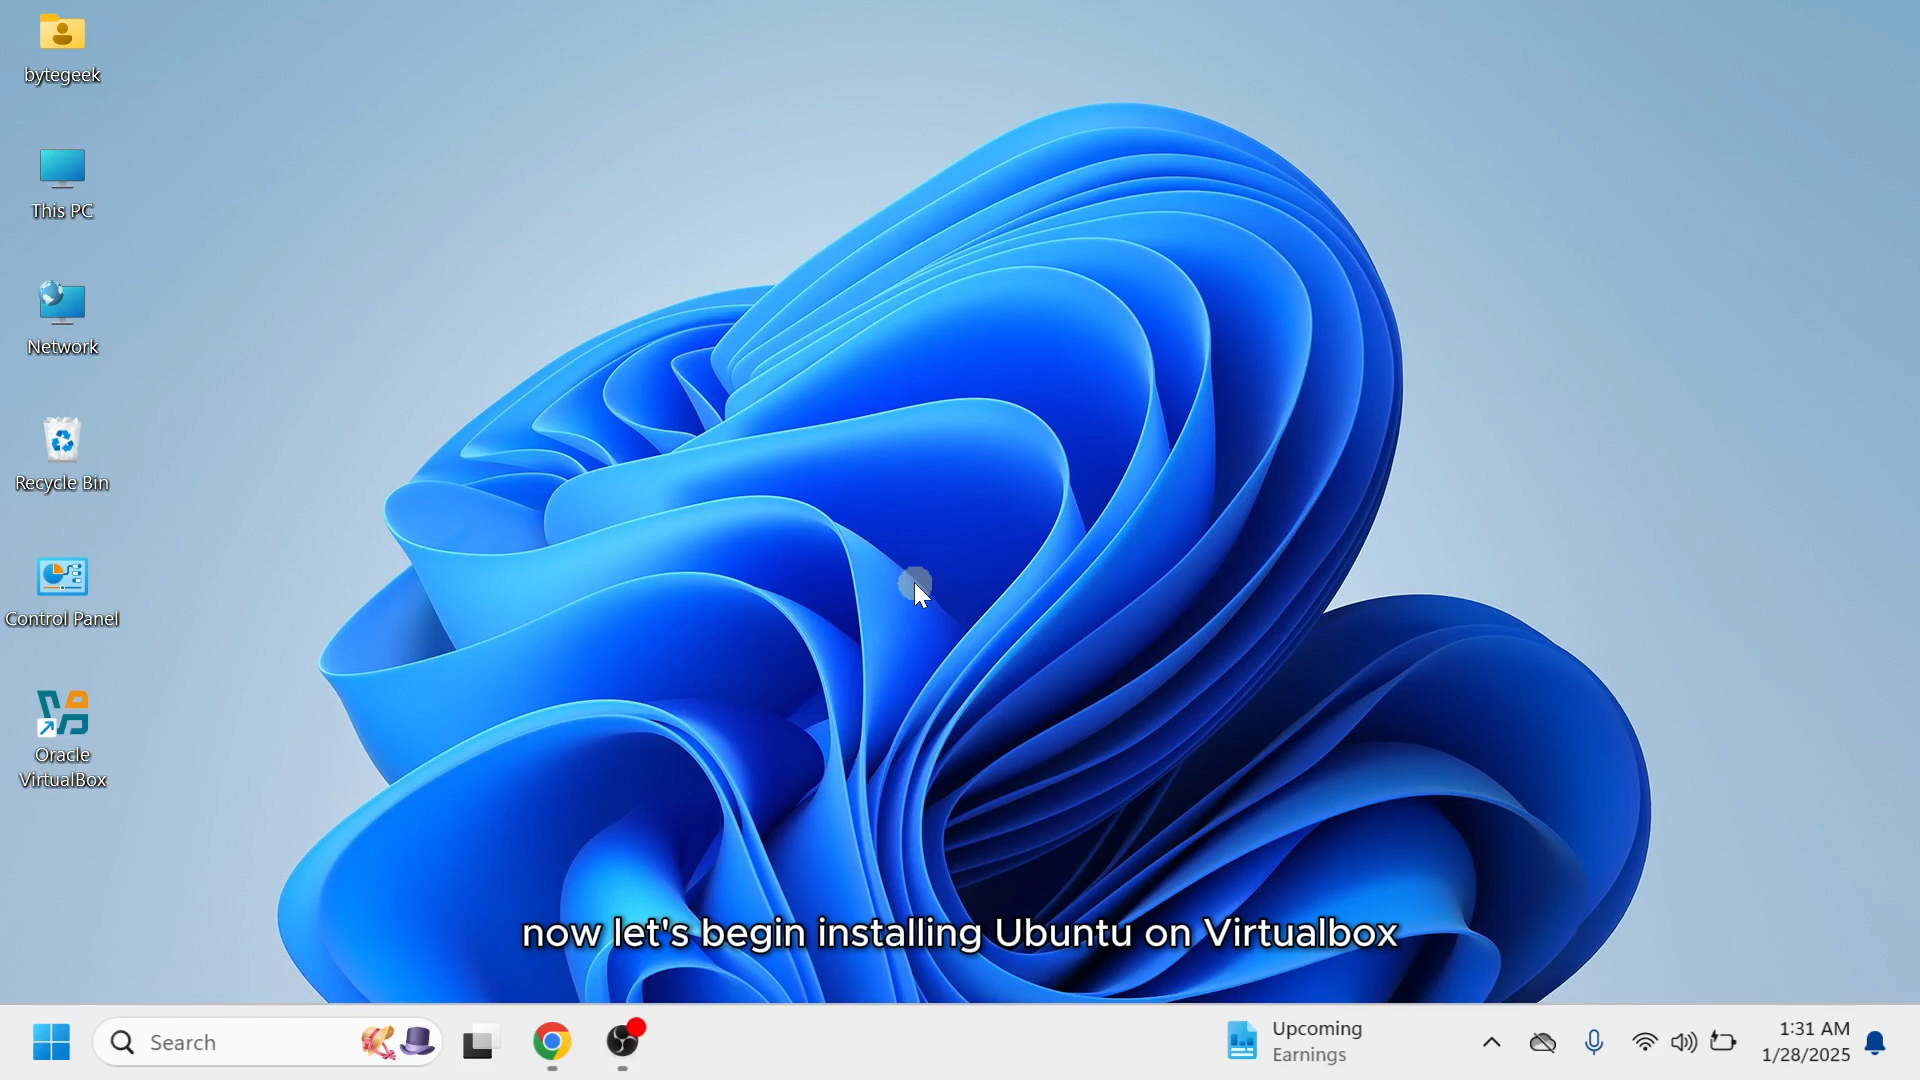 bytegeek
This PC
Network
Recycle Bin
Control Panel
Oracle
VirtualBox
now let's begin installing Ubuntu on Virtualbox
Search
Upcoming
Earnings
1:31 AM
1/28/2025